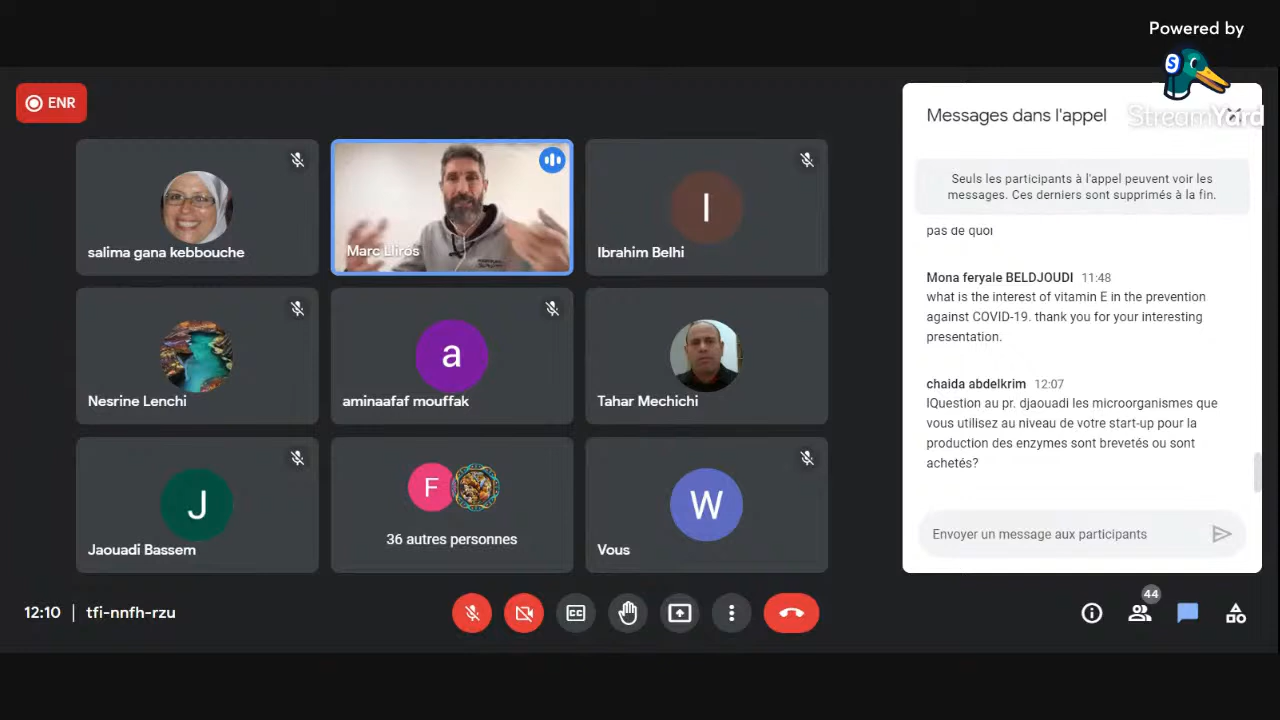 Powered by
StreamYard
ENR
salima gana kebbouche
Marc Llirós
Ibrahim Belhi
I
Nesrine Lenchi
a
aminaafaf mouffak
Tahar Mechichi
J
Jaouadi Bassem
F
36 autres personnes
W
Vous
Messages dans l'appel
Seuls les participants à l'appel peuvent voir les
messages. Ces derniers sont supprimés à la fin.
pas de quoi
Mona feryale BELDJOUDI 11:48
what is the interest of vitamin E in the prevention
against COVID-19. thank you for your interesting
presentation.
chaida abdelkrim 12:07
IQuestion au pr. djaouadi les microorganismes que
vous utilisez au niveau de votre start-up pour la
production des enzymes sont brevetés ou sont
achetés?
Envoyer un message aux participants
12:10 | tfi-nnfh-rzu
CC
44